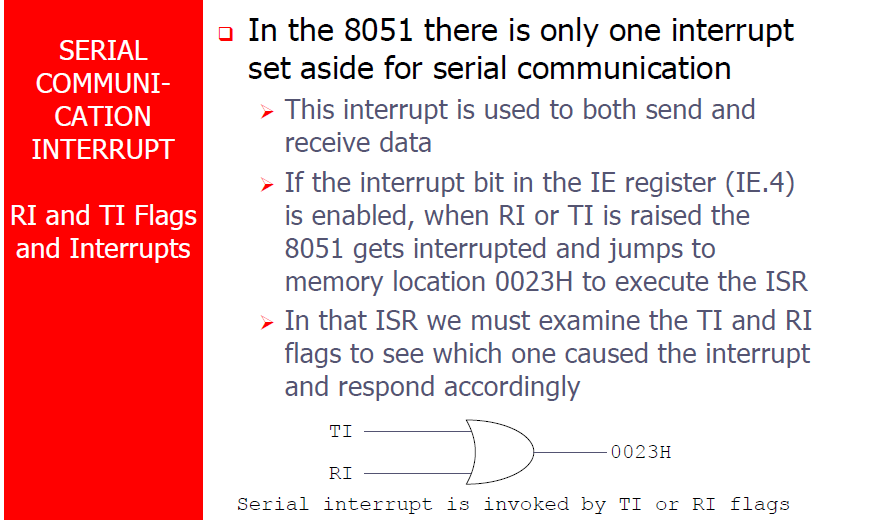 SERIAL
COMMUNI-
CATION
INTERRUPT
RI and TI Flags
and Interrupts
In the 8051 there is only one interrupt
set aside for serial communication
This interrupt is used to both send and
receive data
If the interrupt bit in the IE register (IE.4)
is enabled, when RI or TI is raised the
8051 gets interrupted and jumps to
memory location 0023H to execute the ISR
In that ISR we must examine the TI and RI
flags to see which one caused the interrupt
and respond accordingly
TI
0023H
RI
Serial interrupt is invoked by TI or RI flags